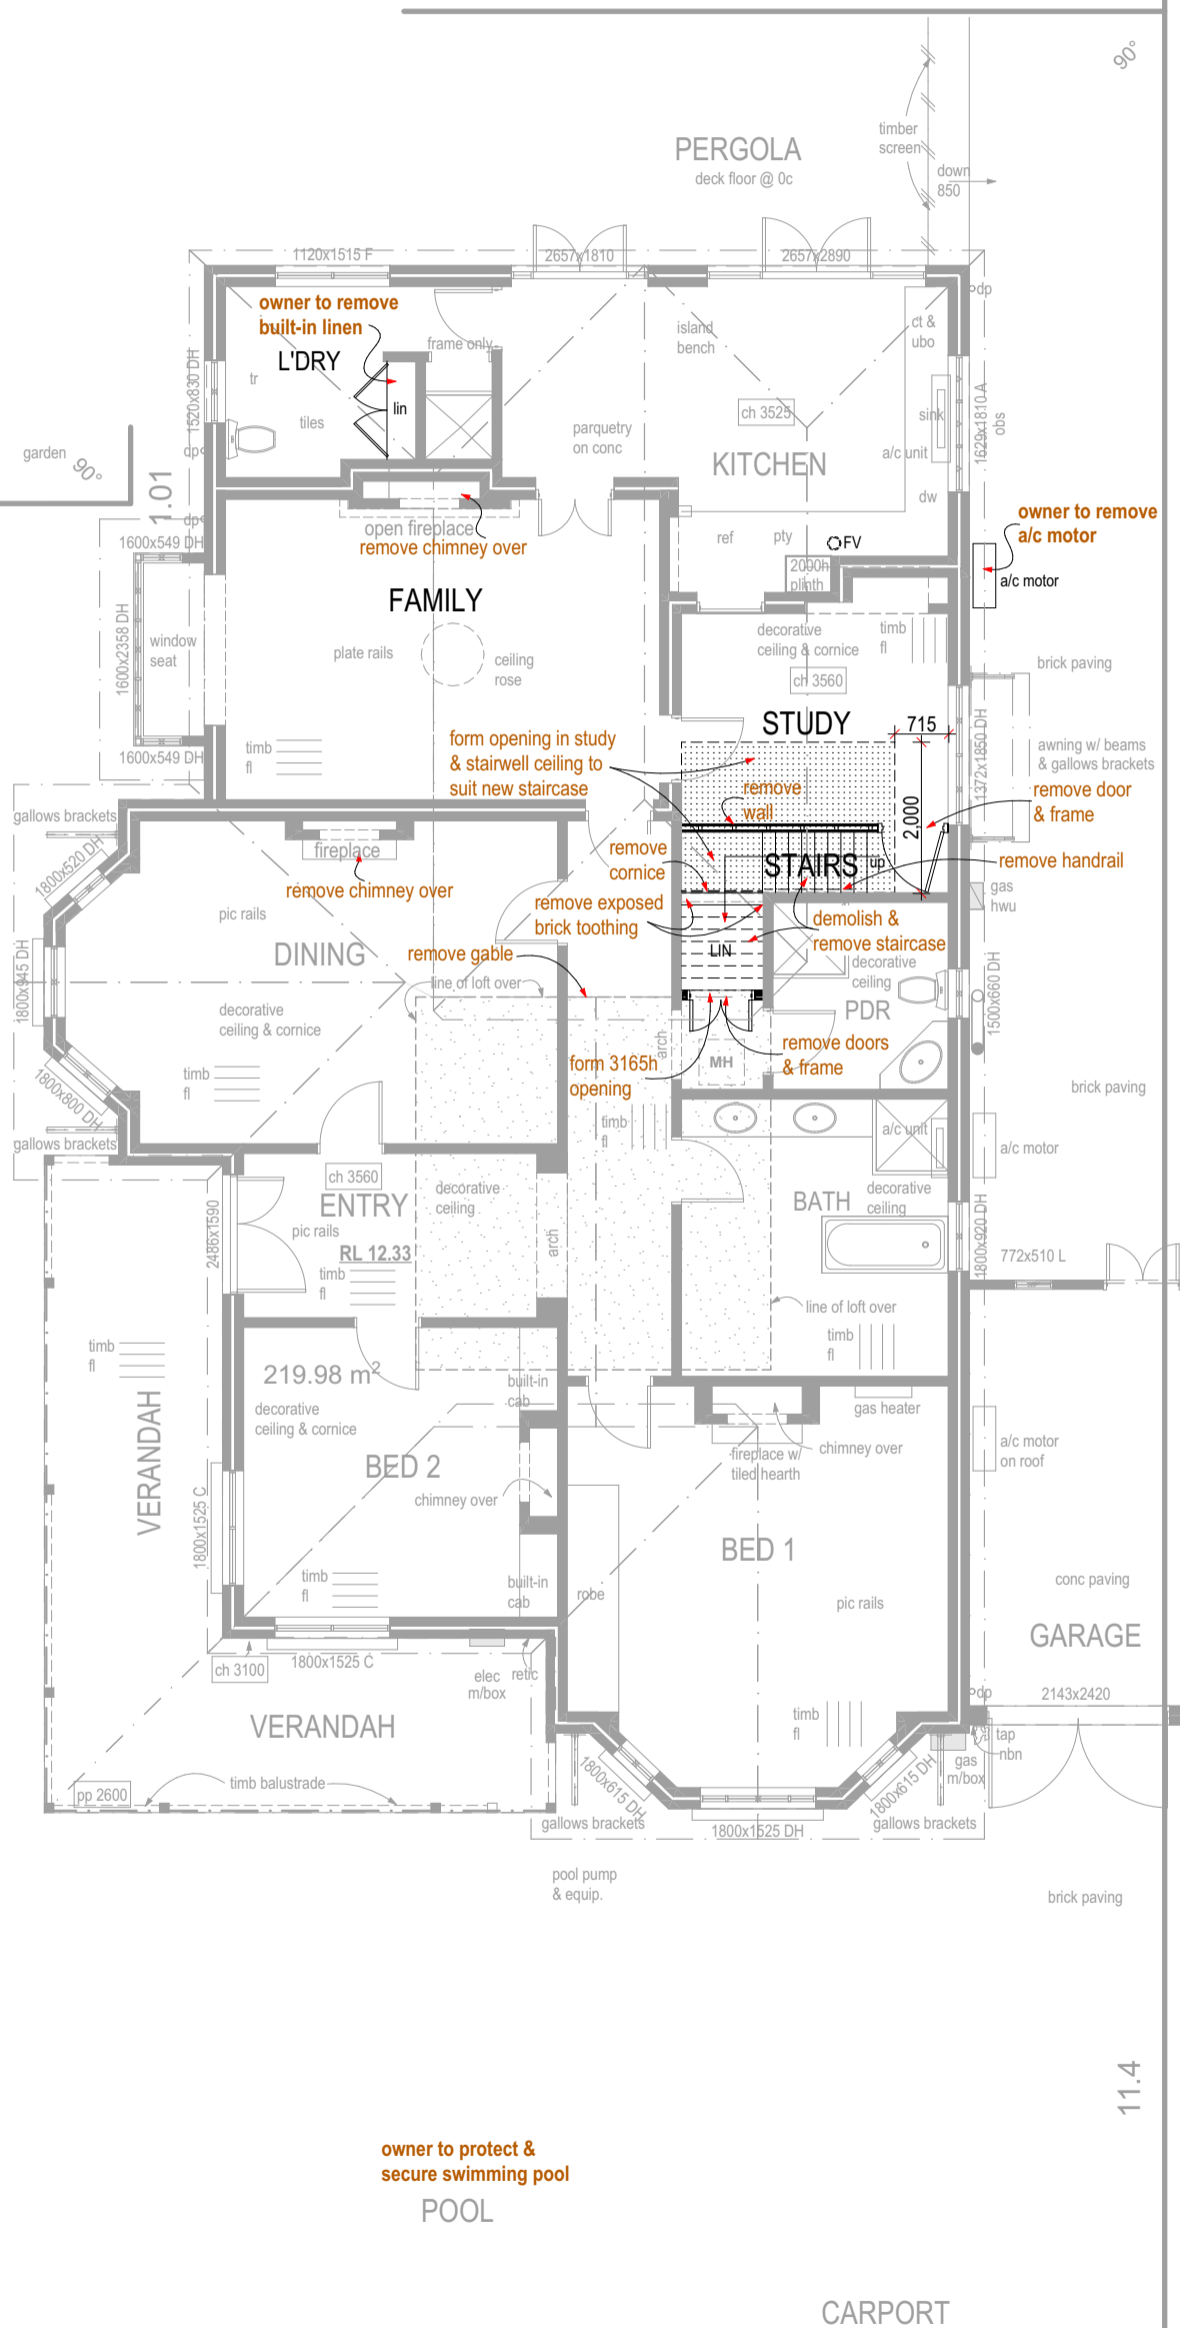 90°
PERGOLA
deck floor @ 0c
timber
screen
down
850
1120x1515 F
2657x1810
2657x2890
dp
owner to remove
built-in linen
L'DRY
frame only
island
bench
ct &
ubo
1520x830 DH
tr
tiles
lin
ch 3525
sink
1629x1810 A
obs
parquetry
on conc
a/c unit
KITCHEN
dw
garden
90°
dp
1.01
dp
open fireplace
remove chimney over
ref
pty
FV
owner to remove
a/c motor
1600x549 DH
2000h
plinth
a/c motor
FAMILY
1600x2358 DH
window
seat
plate rails
ceiling
rose
decorative
ceiling & cornice
timb
fl
ch 3560
brick paving
STUDY
715
form opening in study
& stairwell ceiling to
suit new staircase
timb
fl
1600x549 DH
1372x1850 DH
awning w/ beams
& gallows brackets
remove
wall
2,000
remove door
& frame
gallows brackets
fireplace
remove
cornice
STAIRS
up
remove handrail
1800x520 DH
remove chimney over
remove exposed
brick toothing
gas
hwu
pic rails
demolish &
remove staircase
DINING
remove gable
LIN
decorative
ceiling
1800x945 DH
line of loft over
decorative
ceiling & cornice
PDR
1500x660 DH
arch
form 3165h
opening
MH
remove doors
& frame
1800x800 DH
timb
fl
brick paving
gallows brackets
timb
fl
a/c unit
a/c motor
ch 3560
ENTRY
decorative
ceiling
BATH
decorative
ceiling
2486x1590
pic rails
RL 12.33
arch
1800x920 DH
772x510 L
timb
fl
line of loft over
timb
fl
timb
fl
219.98 m²
built-in
cab
decorative
ceiling & cornice
gas heater
VERANDAH
BED 2
fireplace w/
tiled hearth
chimney over
a/c motor
on roof
chimney over
1800x1525 C
BED 1
timb
fl
built-in
cab
robe
pic rails
conc paving
GARAGE
ch 3100
1800x1525 C
elec
m/box
retic
dp
2143x2420
VERANDAH
timb
fl
tap
nbn
gas
m/box
pp 2600
timb balustrade
1800x615 DH
1800x615 DH
gallows brackets
1800x1525 DH
gallows brackets
pool pump
& equip.
brick paving
11.4
owner to protect &
secure swimming pool
POOL
CARPORT